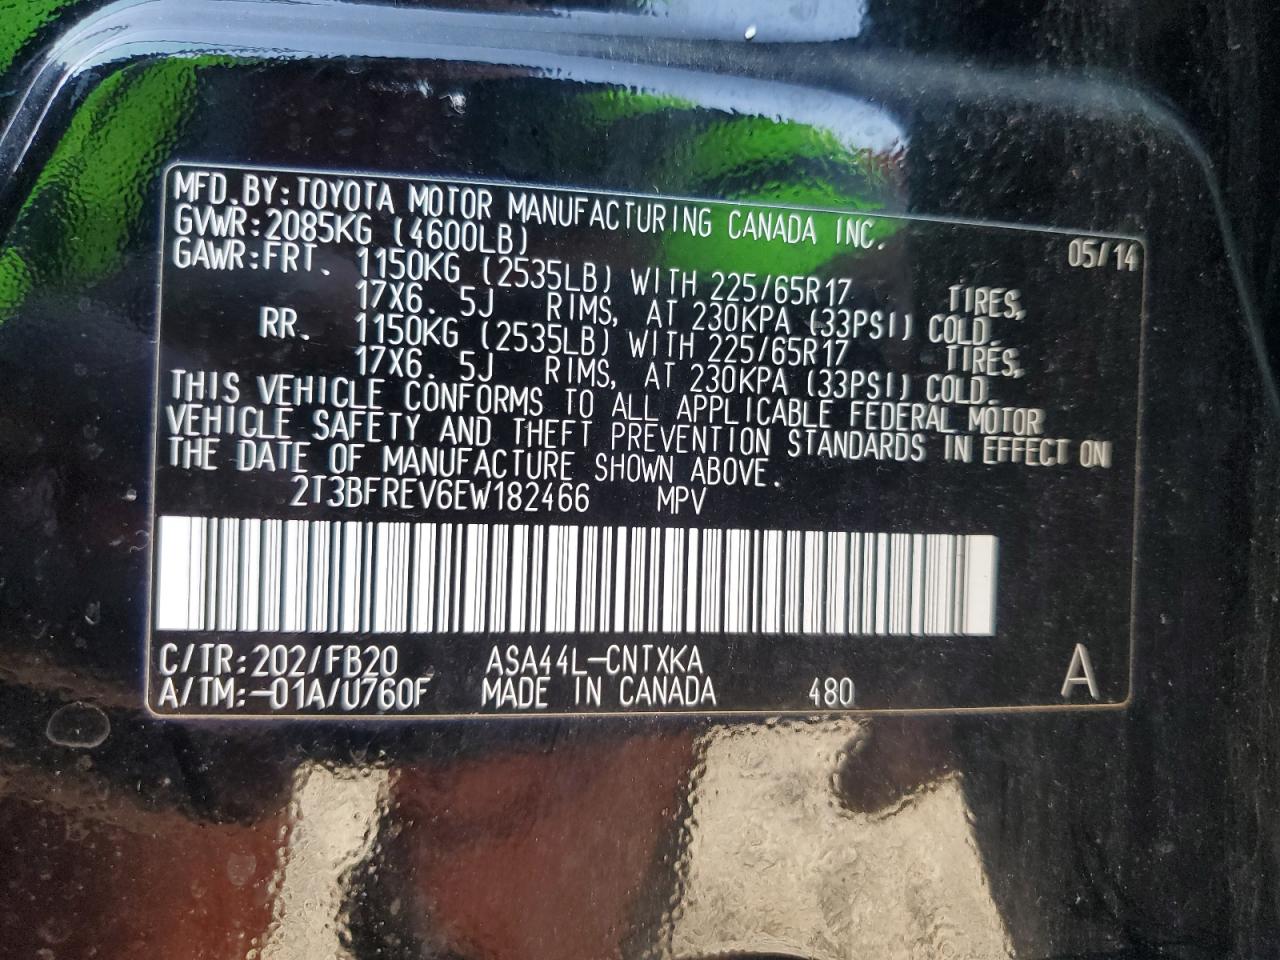 MFD.BY:TOYOTA MOTOR MANUFACTURING CANADA INC.
GVWR:2085KG (4600LB) 05/14
GAWR:FRT. 1150KG (2535LB) WITH 225/65R17 TIRES,
17X6. 5J RIMS, AT 230KPA (33PSI) COLD.
RR. 1150KG (2535LB) WITH 225/65R17 TIRES,
17X6. 5J RIMS, AT 230KPA (33PSI) COLD.
THIS VEHICLE CONFORMS TO ALL APPLICABLE FEDERAL MOTOR
VEHICLE SAFETY AND THEFT PREVENTION STANDARDS IN EFFECT ON
THE DATE OF MANUFACTURE SHOWN ABOVE.
2T3BFREV6EW182466 MPV
C/TR:202/FB20 ASA44L-CNTXKA A
A/TM:-01A/U760F MADE IN CANADA 480